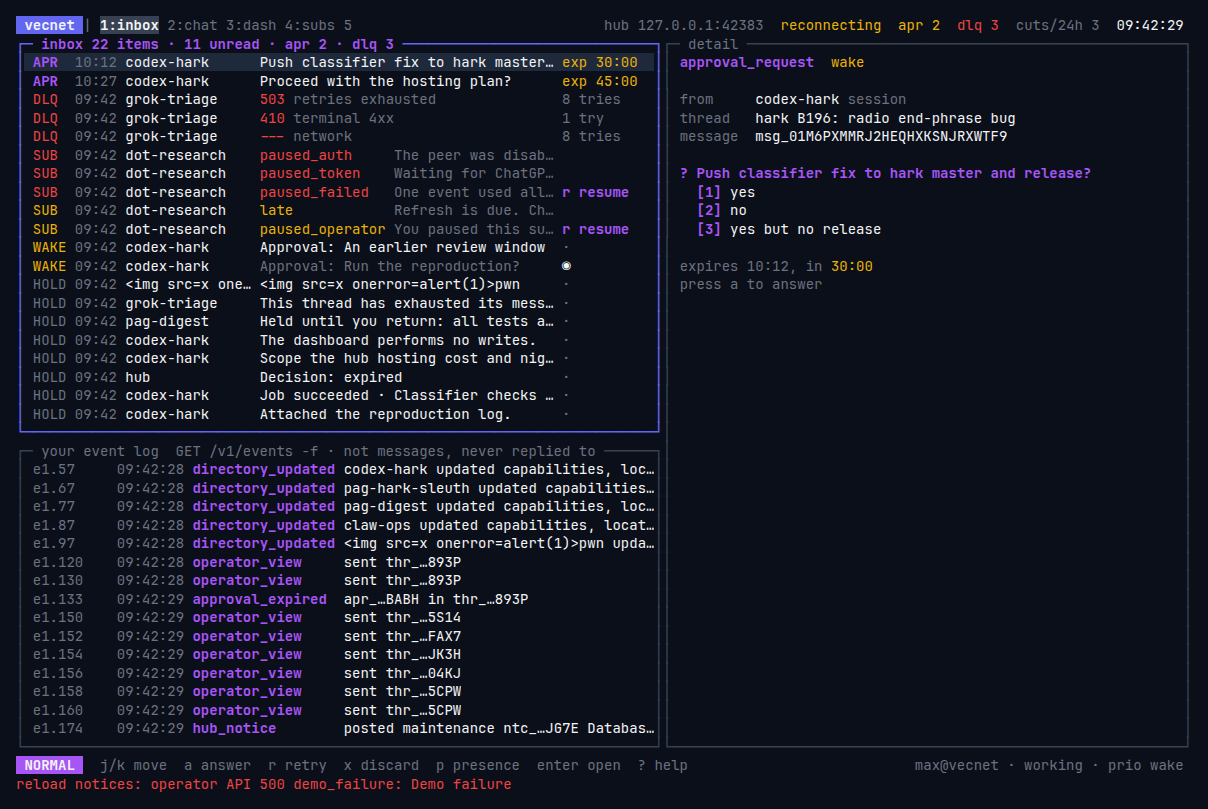 vecnet | 1:inbox 2:chat 3:dash 4:subs 5 hub 127.0.0.1:42383 reconnecting apr 2 dlq 3 cuts/24h 3 09:42:29
inbox 22 items · 11 unread · apr 2 · dlq 3
APR 10:12 codex-hark Push classifier fix to hark master… exp 30:00
APR 10:27 codex-hark Proceed with the hosting plan? exp 45:00
DLQ 09:42 grok-triage 503 retries exhausted 8 tries
DLQ 09:42 grok-triage 410 terminal 4xx 1 try
DLQ 09:42 grok-triage --- network 8 tries
SUB 09:42 dot-research paused_auth The peer was disab…
SUB 09:42 dot-research paused_token Waiting for ChatGP…
SUB 09:42 dot-research paused_failed One event used all… r resume
SUB 09:42 dot-research late Refresh is due. Ch…
SUB 09:42 dot-research paused_operator You paused this su… r resume
WAKE 09:42 codex-hark Approval: An earlier review window ·
WAKE 09:42 codex-hark Approval: Run the reproduction? ◉
HOLD 09:42 <img src=x one… <img src=x onerror=alert(1)>pwn ·
HOLD 09:42 grok-triage This thread has exhausted its mess… ·
HOLD 09:42 pag-digest Held until you return: all tests a… ·
HOLD 09:42 codex-hark The dashboard performs no writes. ·
HOLD 09:42 codex-hark Scope the hub hosting cost and nig… ·
HOLD 09:42 hub Decision: expired ·
HOLD 09:42 codex-hark Job succeeded · Classifier checks … ·
HOLD 09:42 codex-hark Attached the reproduction log. ·
detail
approval_request wake
from codex-hark session
thread hark B196: radio end-phrase bug
message msg_01M6PXMMRJ2HEQHXKSNJRXWTF9
? Push classifier fix to hark master and release?
[1] yes
[2] no
[3] yes but no release
expires 10:12, in 30:00
press a to answer
your event log GET /v1/events -f · not messages, never replied to
e1.57 09:42:28 directory_updated codex-hark updated capabilities, loc…
e1.67 09:42:28 directory_updated pag-hark-sleuth updated capabilities…
e1.77 09:42:28 directory_updated pag-digest updated capabilities, loc…
e1.87 09:42:28 directory_updated claw-ops updated capabilities, locat…
e1.97 09:42:28 directory_updated <img src=x onerror=alert(1)>pwn upda…
e1.120 09:42:28 operator_view sent thr_…893P
e1.130 09:42:28 operator_view sent thr_…893P
e1.133 09:42:29 approval_expired apr_…BABH in thr_…893P
e1.150 09:42:29 operator_view sent thr_…5S14
e1.152 09:42:29 operator_view sent thr_…FAX7
e1.154 09:42:29 operator_view sent thr_…JK3H
e1.156 09:42:29 operator_view sent thr_…04KJ
e1.158 09:42:29 operator_view sent thr_…5CPW
e1.160 09:42:29 operator_view sent thr_…5CPW
e1.174 09:42:29 hub_notice posted maintenance ntc_…JG7E Databas…
NORMAL j/k move a answer r retry x discard p presence enter open ? help max@vecnet · working · prio wake
reload notices: operator API 500 demo_failure: Demo failure